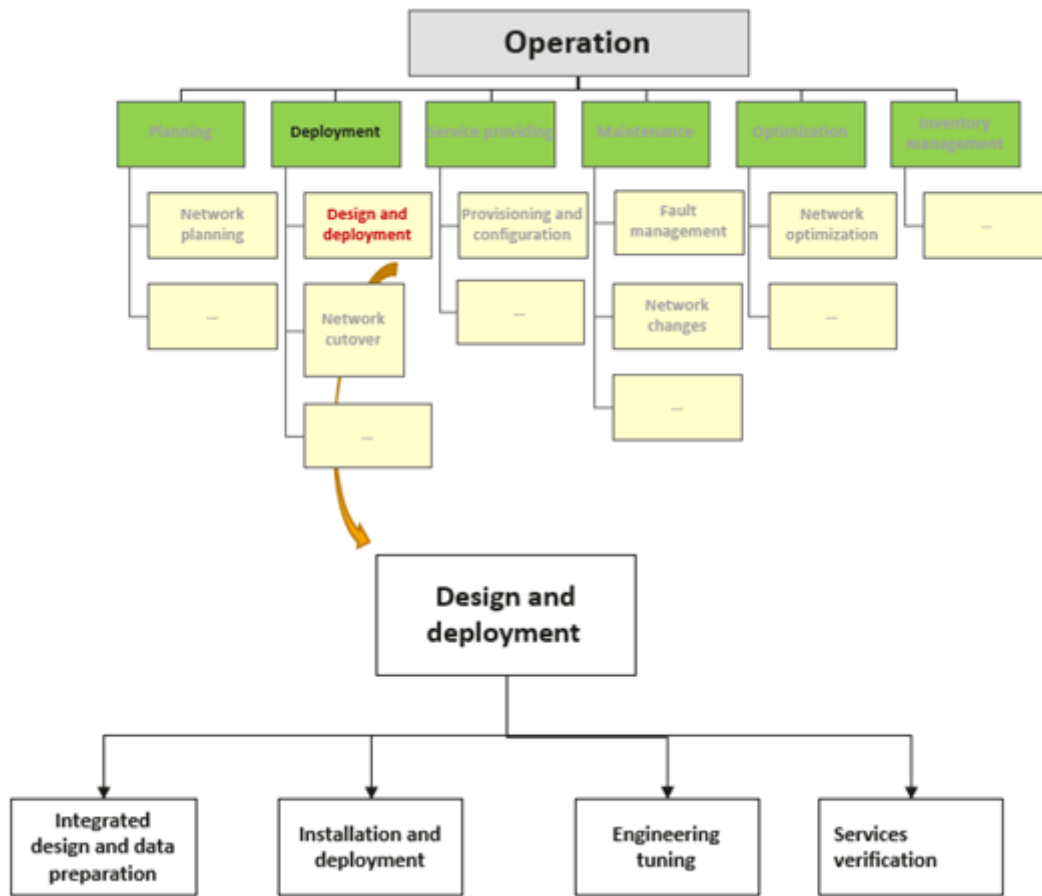 Operation
Planning
Deployment
Service providing
Maintenance
Optimization
Inventory
management
Network
planning
Design and
deployment
Provisioning and
configuration
Fault
management
Network
optimization
...
...
Network
cutover
...
Network
changes
...
...
...
Design and
deployment
Integrated
design and data
preparation
Installation and
deployment
Engineering
tuning
Services
verification